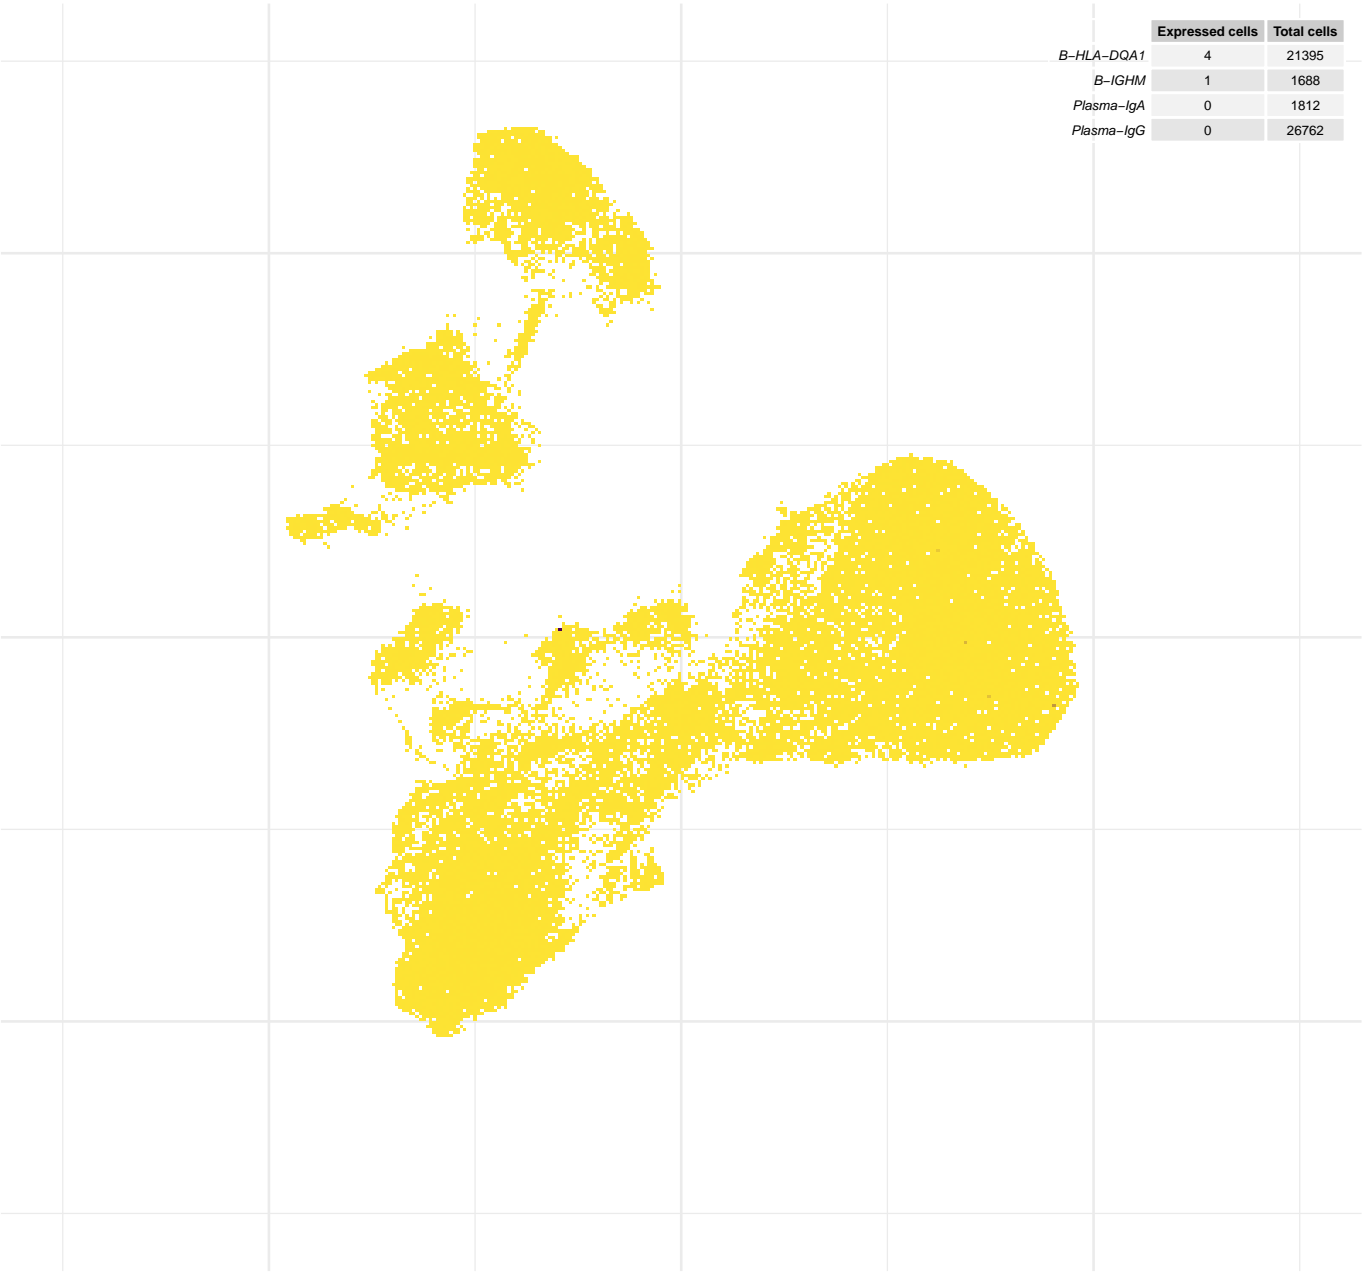 Expressed cells Total cells
B−HLA−DQA1 4 21395
B−IGHM 1 1688
Plasma−IgA 0 1812
Plasma−IgG 0 26762